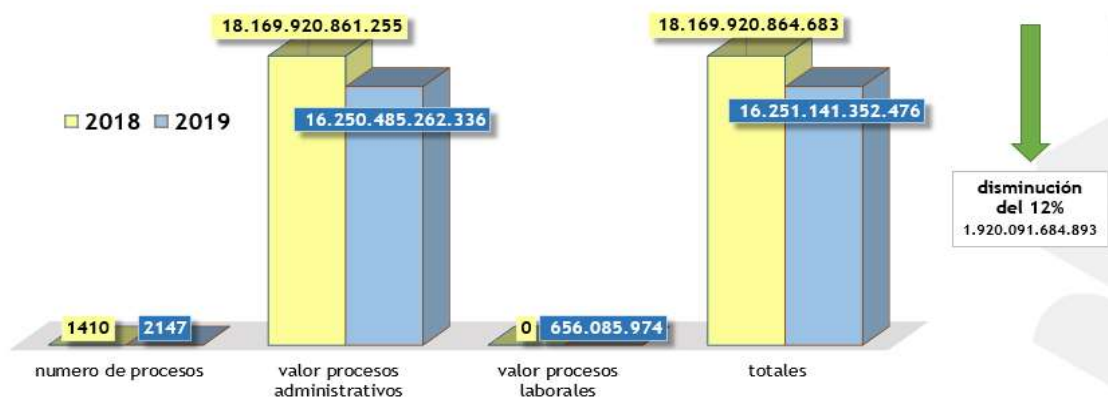 18.169.920.861.255
18.169.920.864.683
2018 2019
16.250.485.262.336
16.251.141.352.476
disminución
del 12%
1.920.091.684.893
1410 2147
0 656.085.974
numero de procesos
valor procesos
administrativos
valor procesos
laborales
totales